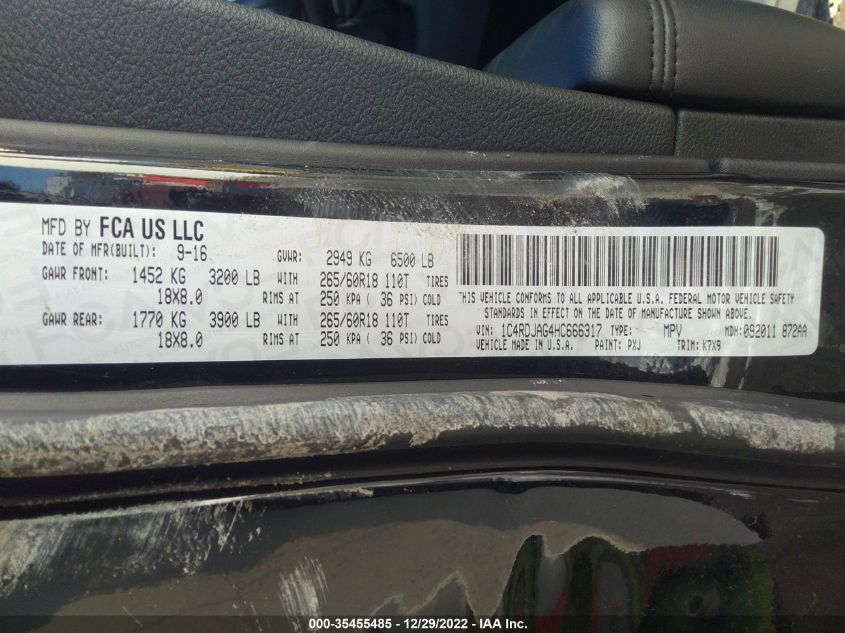 MFD BY FCA US LLC
DATE OF MFR(BUILT): 9-16 GVWR: 2949 KG 6500 LB
GAWR FRONT: 1452 KG 3200 LB WITH 265/60R18 110T TIRES
18X8.0 RIMS AT 250 KPA ( 36 PSI) COLD
GAWR REAR: 1770 KG 3900 LB WITH 265/60R18 110T TIRES
18X8.0 RIMS AT 250 KPA ( 36 PSI) COLD
THIS VEHICLE CONFORMS TO ALL APPLICABLE U.S.A. FEDERAL MOTOR VEHICLE SAFETY
STANDARDS IN EFFECT ON THE DATE OF MANUFACTURE SHOWN ABOVE.
VIN: 1C4RDJAG4HC666317 TYPE: MPV MDH: 092011 872AA
VEHICLE MADE IN U.S.A. PAINT: PXJ TRIM: K7X9
000-35455485 - 12/29/2022 - IAA Inc.